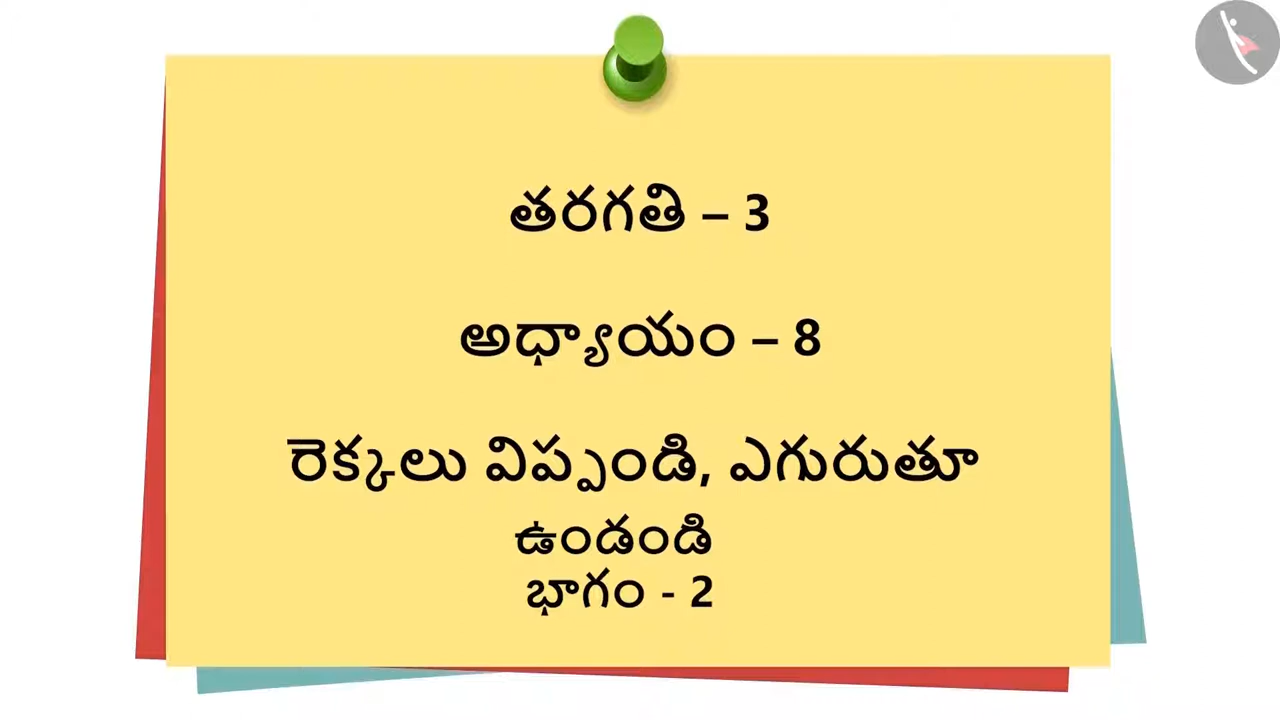 తరగతి – 3
అధ్యాయం – 8
రెక్కలు విప్పండి, ఎగురుతూ
ఉండండి
భాగం - 2